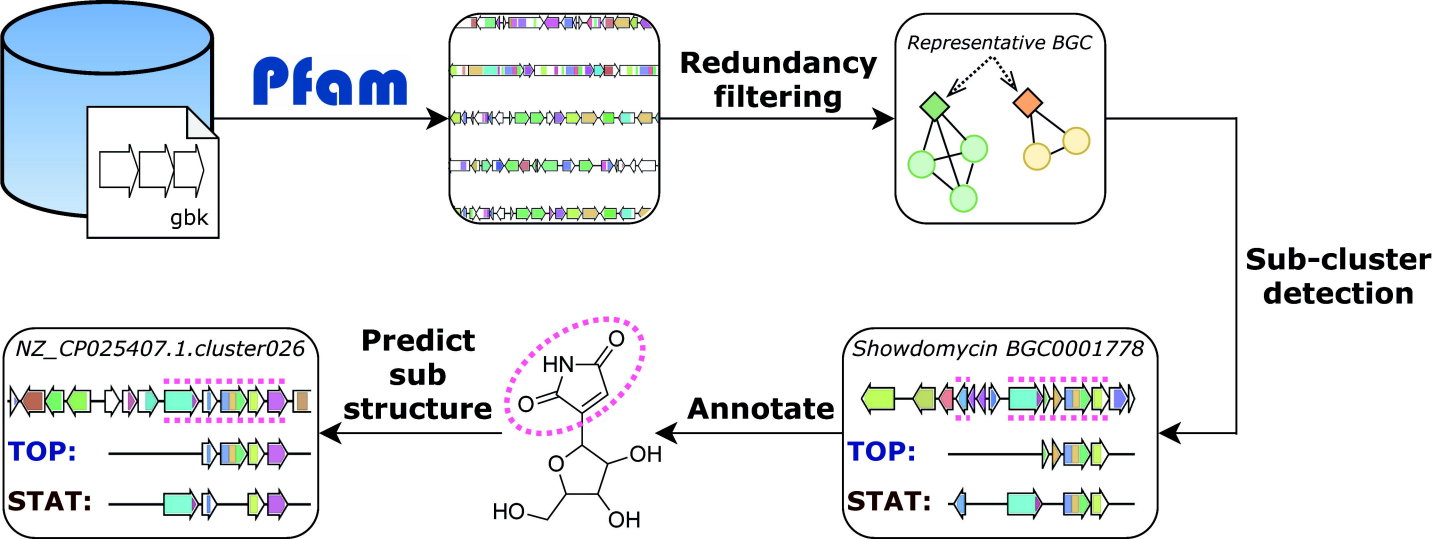 Pfam
gbk
Redundancy
filtering
Representative BGC
Sub-cluster
detection
Showdomycin BGC0001778
TOP:
STAT:
Annotate
O
HN
O
O
OH
HO
OH
Predict
sub
structure
NZ_CP025407.1.cluster026
TOP:
STAT: